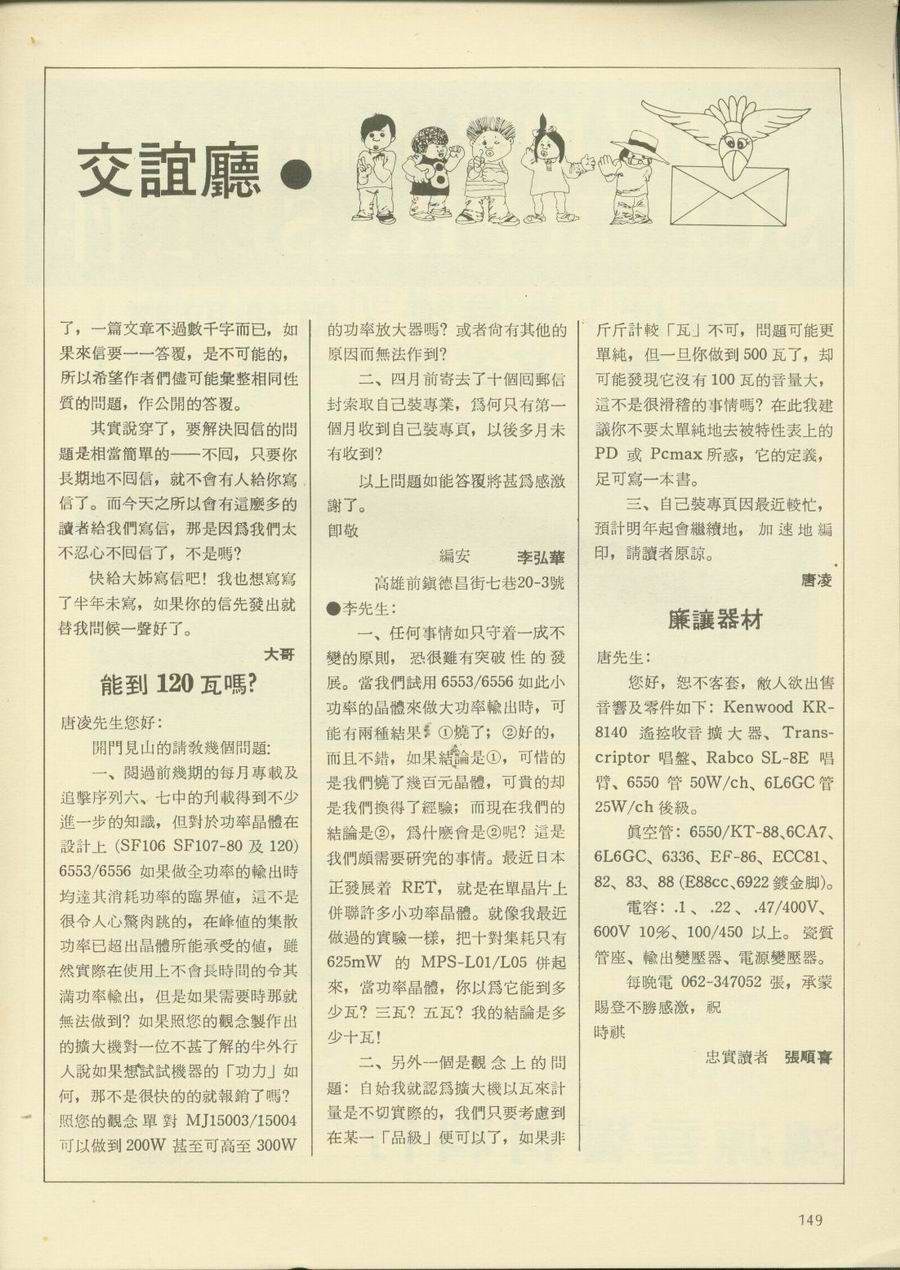 交誼廳●
了，一篇文章不過數千字而已，如
果來信要一一答覆，是不可能的，
所以希望作者們儘可能彙整相同性
質的問題，作公開的答覆。
其實説穿了，要解決囘信的問
題是相當簡單的——不囘，只要你
長期地不囘信，就不會有人給你寫
信了。而今天之所以會有這麽多的
讀者給我們寫信，那是因爲我們太
不忍心不囘信了，不是嗎？
快給大姊寫信吧！我也想寫寫
了半年未寫，如果你的信先發出就
替我問候一聲好了。
大哥
能到120瓦嗎？
唐凌先生您好：
開門見山的請教幾個問題：
一、閲過前幾期的每月專載及
追擊序列六、七中的刋載得到不少
進一步的知識，但對於功率晶體在
設計上 (SF106 SF107-80 及 120)
6553/6556 如果做全功率的輸出時
均達其消耗功率的臨界値，這不是
很令人心驚肉跳的，在峰値的集散
功率已超出晶體所能承受的値，雖
然實際在使用上不會長時間的令其
滿功率輸出，但是如果需要時那就
無法做到？如果照您的觀念製作出
的擴大機對一位不甚了解的半外行
人說如果想試試機器的「功力」如
何，那不是很快的的就報銷了嗎？
照您的觀念單對 MJ15003/15004
可以做到200W 甚至可高至 300W
的功率放大器嗎？或者尙有其他的
原因而無法作到？
二、四月前寄去了十個囘郵信
封索取自己裝專業，爲何只有第一
個月收到自己裝專頁，以後多月未
有收到？
以上問題如能答覆將甚爲感激
謝了。
卽敬
編安 李弘華
高雄前鎮德昌街七巷20-3號
●李先生：
一、任何事情如只守着一成不
變的原則，恐很難有突破性的發
展。當我們試用 6553/6556 如此小
功率的晶體來做大功率輸出時，可
能有兩種結果：①燒了；②好的，
而且不錯，如果結論是①，可惜的
是我們燒了幾百元晶體，可貴的却
是我們換得了經驗；而現在我們的
結論是②，爲什麽會是②呢？這是
我們頗需要研究的事情。最近日本
正發展着 RET，就是在單晶片上
併聯許多小功率晶體。就像我最近
做過的實驗一樣，把十對集耗只有
625mW 的 MPS-L01/L05 併起
來，當功率晶體，你以爲它能到多
少瓦？三瓦？五瓦？我的結論是多
少十瓦！
二、另外一個是觀念上的問
題：自始我就認爲擴大機以瓦來計
量是不切實際的，我們只要考慮到
在某一「品級」便可以了，如果非
斤斤計較「瓦」不可，問題可能更
單純，但一旦你做到500瓦了，却
可能發現它沒有100瓦的音量大，
這不是很滑稽的事情嗎？在此我建
議你不要太單純地去被特性表上的
PD 或 Pcmax所惑，它的定義，
足可寫一本書。
三、自己裝專頁因最近較忙，
預計明年起會繼續地，加速地編
印，請讀者原諒。
唐凌
廉讓器材
唐先生：
您好，恕不客套，敝人欲出售
音響及零件如下：Kenwood KR-
8140 遙控收音擴大器、Trans-
criptor 唱盤、Rabco SL-8E 唱
臂、6550 管 50W/ch、6L6GC管
25W/ch後級。
眞空管：6550/KT-88、6CA7、
6L6GC、6336、EF-86、ECC81、
82、83、88 (E88cc、6922鍍金脚)。
電容：.1、.22、.47/400V、
600V 10％、100/450 以上。瓷質
管座、輸出變壓器、電源變壓器。
每晚電 062-347052 張，承蒙
賜登不勝感激，祝
時祺
忠實讀者 張順喜
149